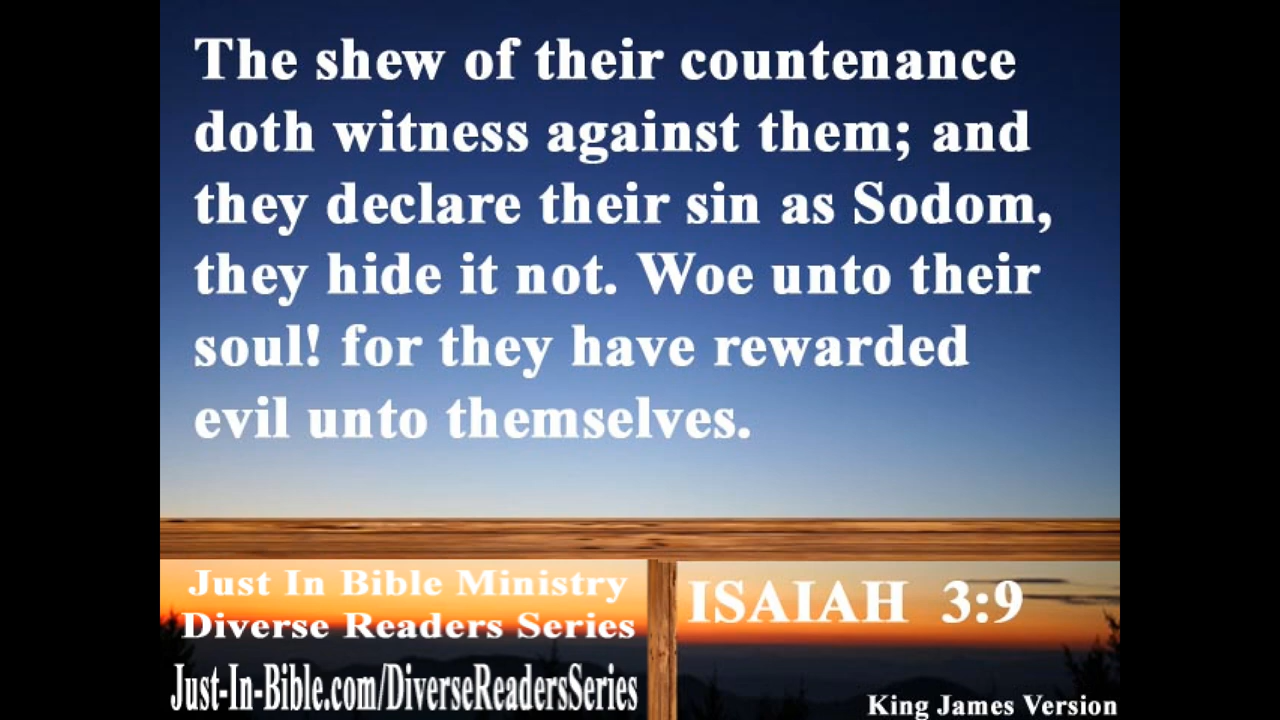 The shew of their countenance
doth witness against them; and
they declare their sin as Sodom,
they hide it not. Woe unto their
soul! for they have rewarded
evil unto themselves.
Just In Bible Ministry
Diverse Readers Series
Just-In-Bible.com/DiverseReadersSeries
ISAIAH 3:9
King James Version